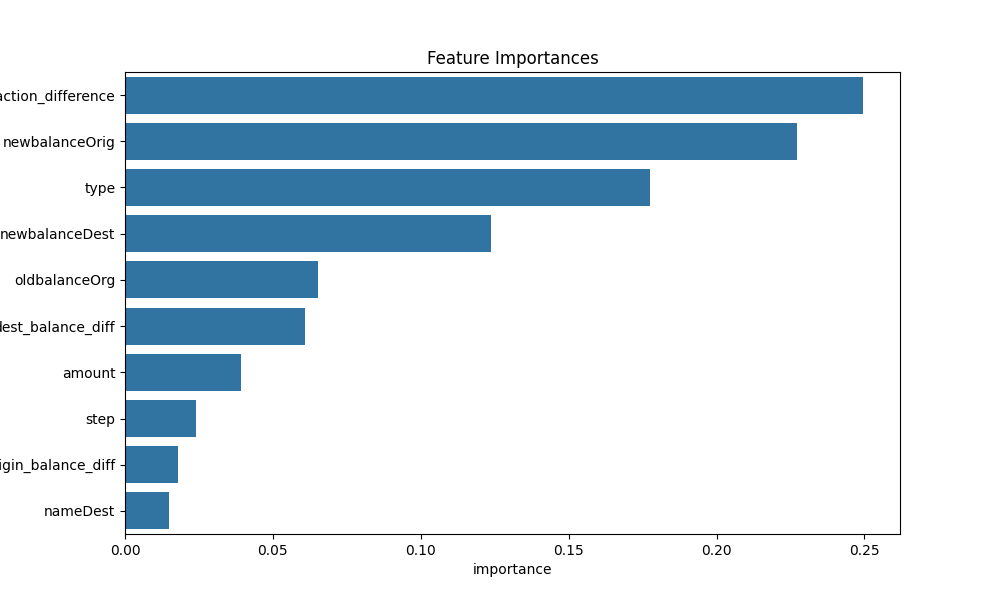 Feature Importances
action_difference
newbalanceOrig
type
newbalanceDest
oldbalanceOrg
dest_balance_diff
amount
step
igin_balance_diff
nameDest
0.00 0.05 0.10 0.15 0.20 0.25
importance